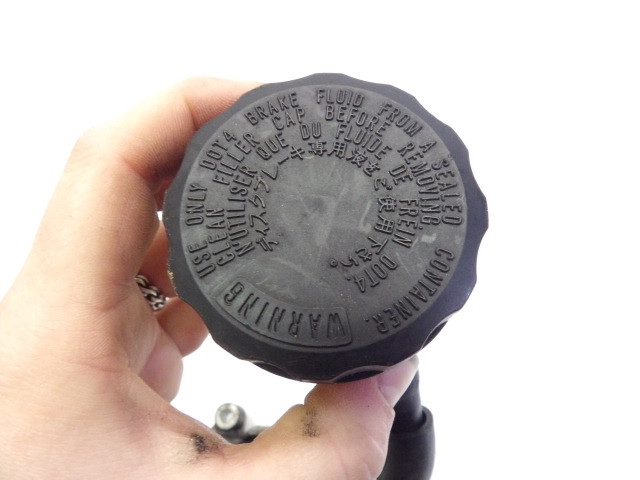 USE ONLY DOT4 BRAKE FLUID FROM A SEALED CONTAINER.
CLEAN FILLER CAP BEFORE REMOVING
N'UTILISER QUE DU FLUIDE DE FREIN DOT4.
ディスクブレーキ専用液をご使用下さい。
WARNING